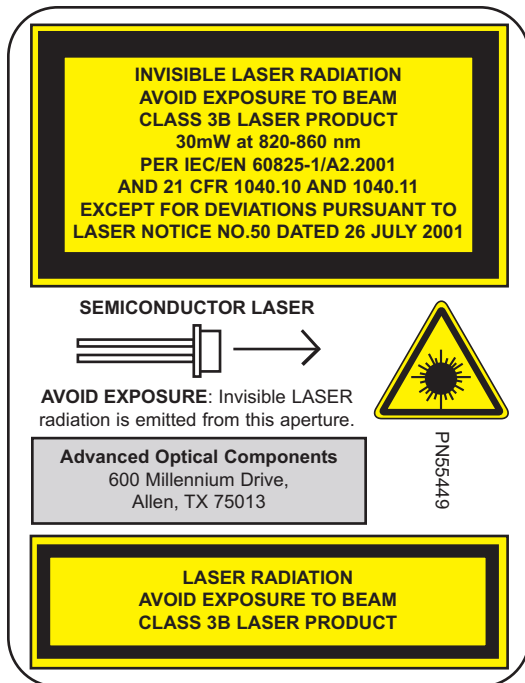 INVISIBLE LASER RADIATION
AVOID EXPOSURE TO BEAM
CLASS 3B LASER PRODUCT
30mW at 820-860 nm
PER IEC/EN 60825-1/A2.2001
AND 21 CFR 1040.10 AND 1040.11
EXCEPT FOR DEVIATIONS PURSUANT TO
LASER NOTICE NO.50 DATED 26 JULY 2001
SEMICONDUCTOR LASER
AVOID EXPOSURE: Invisible LASER
radiation is emitted from this aperture.
PN55449
Advanced Optical Components
600 Millennium Drive,
Allen, TX 75013
LASER RADIATION
AVOID EXPOSURE TO BEAM
CLASS 3B LASER PRODUCT